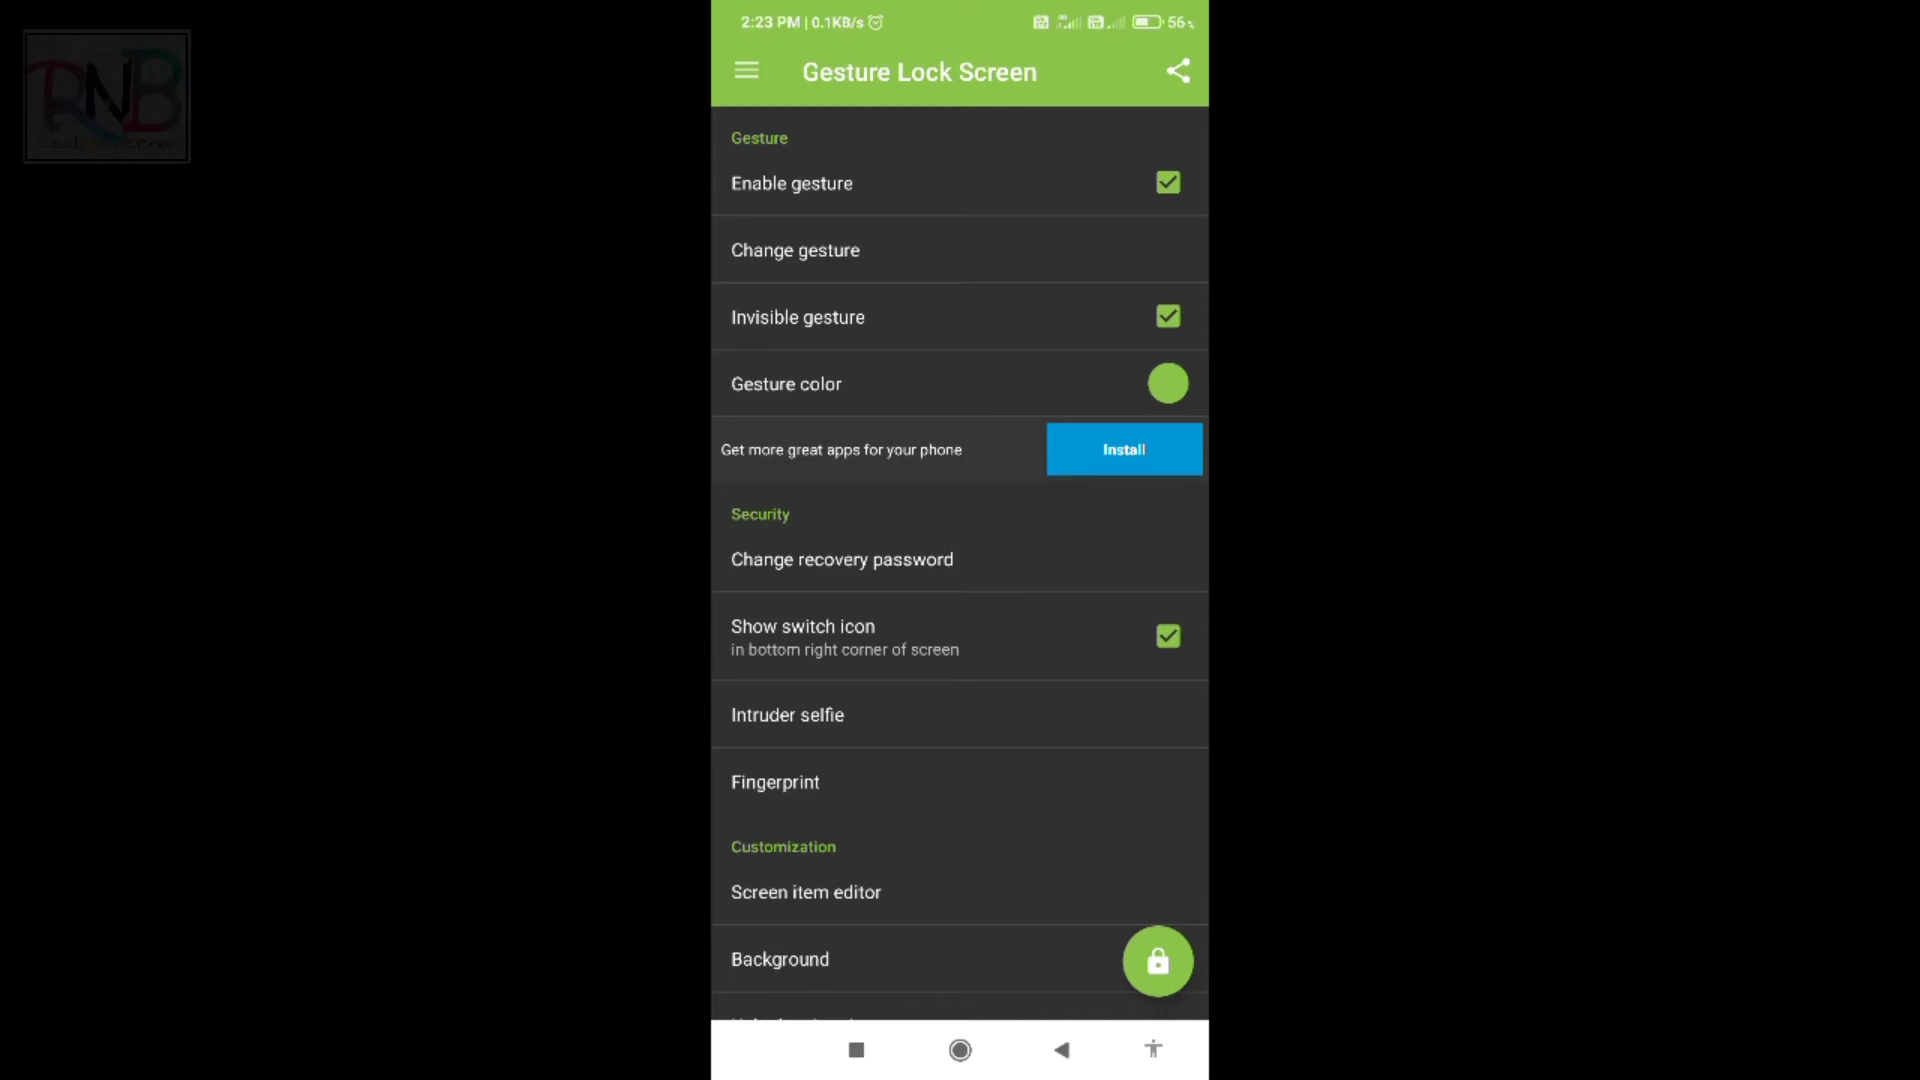 2:23 PM | 0.1KB/s
56
Gesture Lock Screen
Gesture
Enable gesture
Change gesture
Invisible gesture
Gesture color
Get more great apps for your phone
Install
Security
Change recovery password
Show switch icon
in bottom right corner of screen
Intruder selfie
Fingerprint
Customization
Screen item editor
Background
RNB